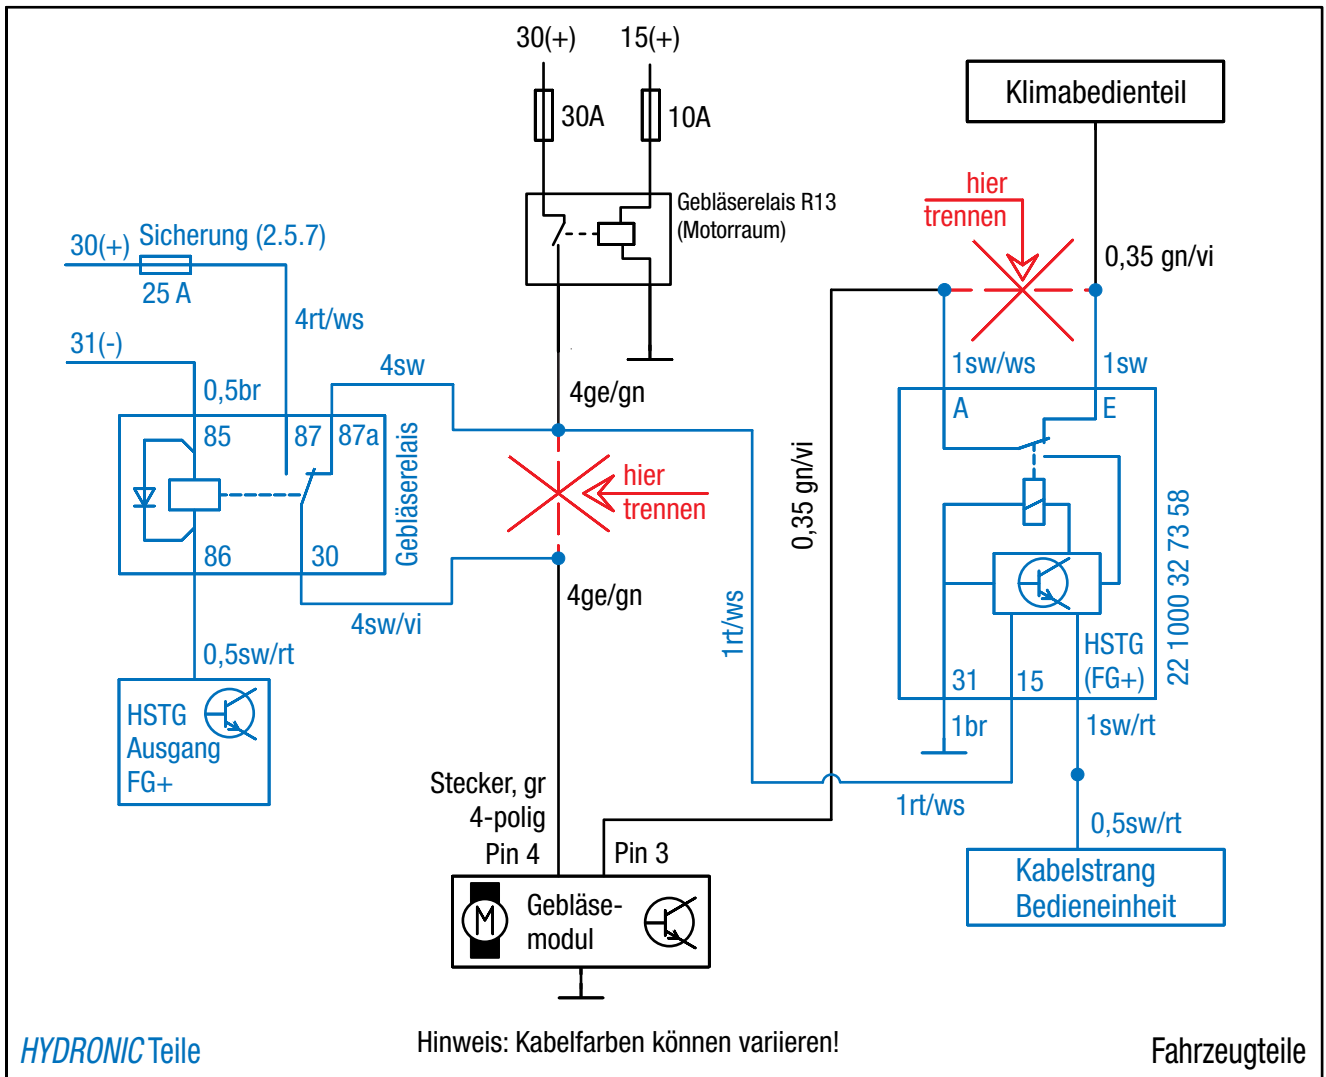 30(+)
15(+)
30A
10A
Klimabedienteil
Gebläserelais R13
(Motorraum)
hier
trennen
0,35 gn/vi
30(+)
Sicherung (2.5.7)
25 A
4rt/ws
31(-)
0,5br
4sw
4ge/gn
1sw/ws
1sw
A
E
85
87
87a
Gebläserelais
86
30
hier
trennen
0,35 gn/vi
4ge/gn
4sw/vi
1rt/ws
22 1000 32 73 58
HSTG
(FG+)
31
15
0,5sw/rt
HSTG
Ausgang
FG+
1br
1sw/rt
1rt/ws
0,5sw/rt
Stecker, gr
4-polig
Pin 4
Pin 3
M
Gebläse-
modul
Kabelstrang
Bedieneinheit
HYDRONIC Teile
Hinweis: Kabelfarben können variieren!
Fahrzeugteile